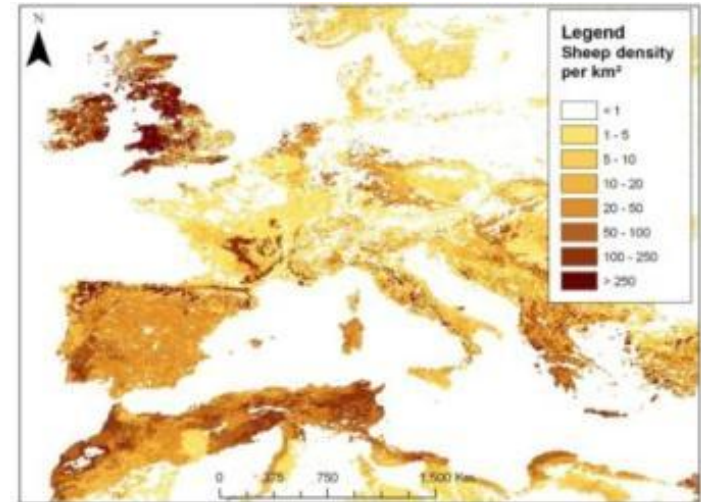 N
Legend
Sheep density
per km²
< 1
1 - 5
5 - 10
10 - 20
20 - 50
50 - 100
100 - 250
> 250
0 375 750 1.500 Km